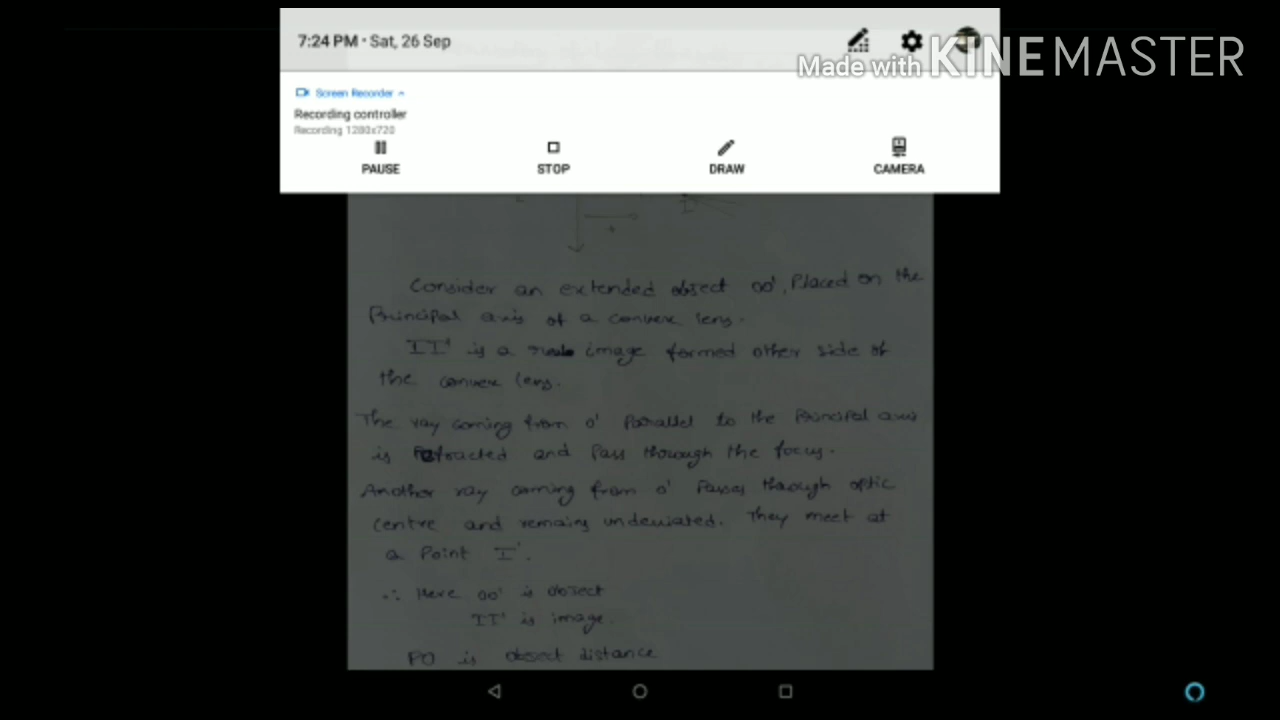 7:24 PM • Sat, 26 Sep
Made with KINEMASTER
Screen Recorder
Recording controller
Recording 1280x720
PAUSE STOP DRAW CAMERA
I
Consider an extended object OO', Placed on the
Principal axis of a convex lens.
II' is a image formed other side of
the convex lens.
The ray coming from O' Parallel to the Principal axis
is Refracted and Pass through the focus.
Another ray coming from O' Passes through optic
centre and remains undeviated. They meet at
a Point I'.
∴ Here OO' is object
II' is image.
PO is object distance